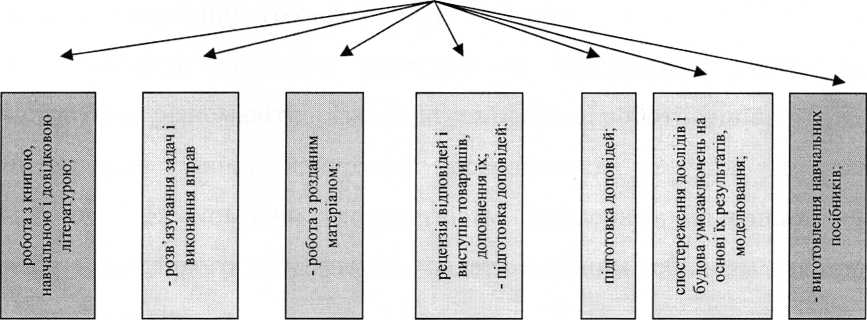 робота з книгою,
навчальною і довідковою
літературою;
- розв’язування задач і
виконання вправ
- робота з розданим
матеріалом;
рецензія відповідей і
виступів товаришів,
доповнення їх;
- підготовка доповідей;
підготовка доповідей;
спостереження дослідів і
будова умозаключень на
основі їх результатів,
моделювання;
- виготовлення навчальних
посібників;